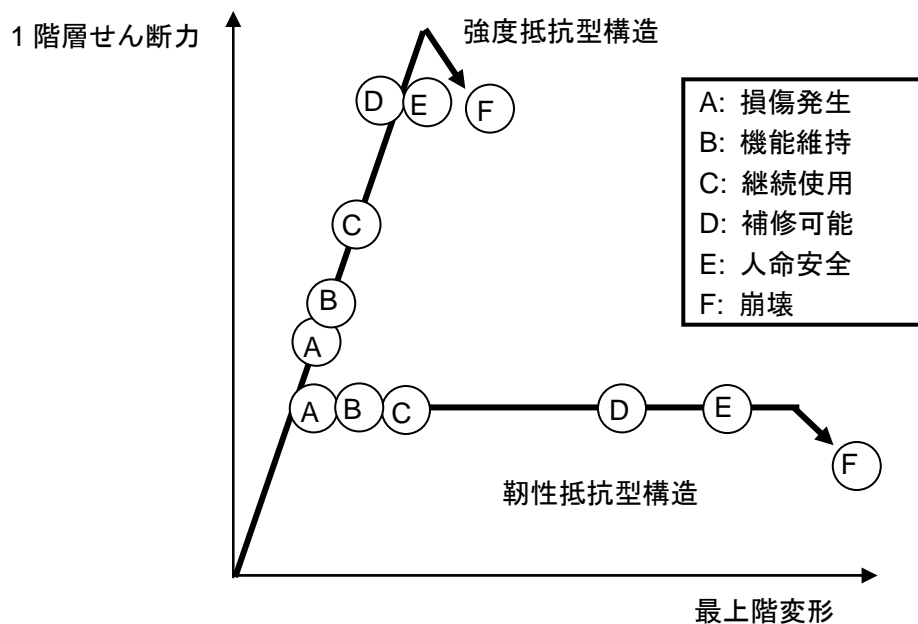 1 階層せん断力
強度抵抗型構造
A: 損傷発生
B: 機能維持
C: 継続使用
D: 補修可能
E: 人命安全
F: 崩壊
D
E
F
C
B
A
A
B
C
D
E
F
靭性抵抗型構造
最上階変形